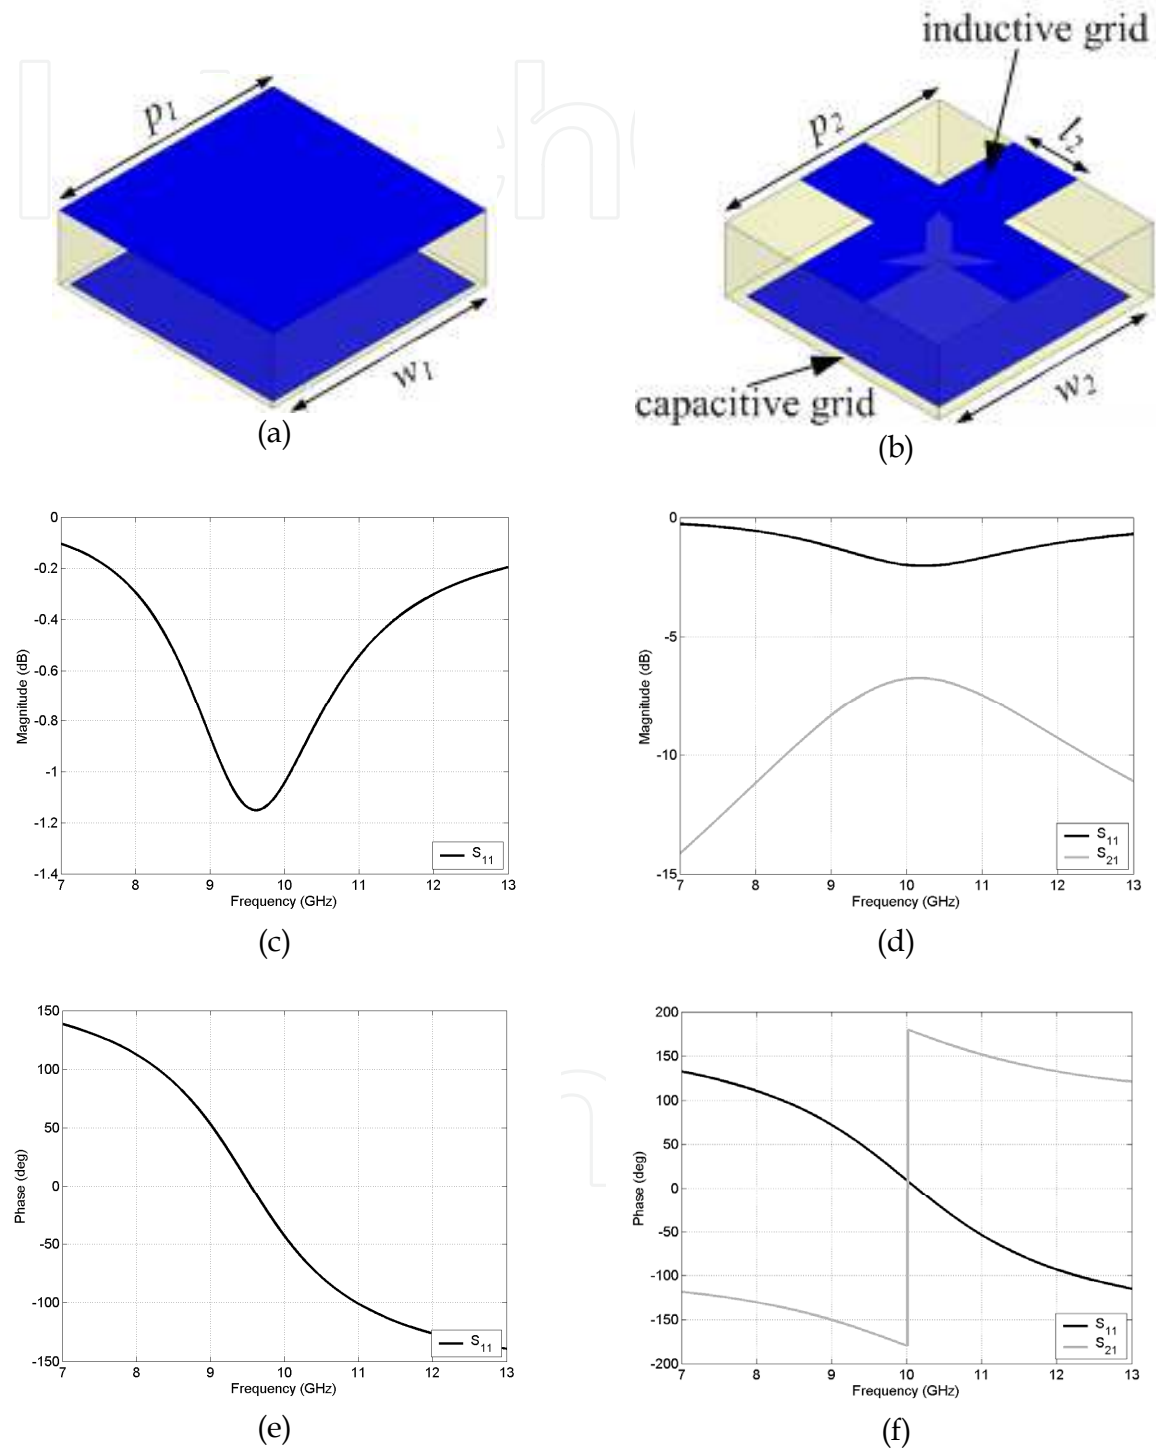 inductive grid
p1
w1
(a)
p2
l2
capacitive grid
w2
(b)
0
-0.2
-0.4
-0.6
-0.8
-1
-1.2
-1.4
7 8 9 10 11 12 13
Magnitude (dB)
Frequency (GHz)
S11
(c)
0
-5
-10
-15
7 8 9 10 11 12 13
Magnitude (dB)
Frequency (GHz)
S11
S21
(d)
150
100
50
0
-50
-100
-150
7 8 9 10 11 12 13
Phase (deg)
Frequency (GHz)
S11
(e)
200
150
100
50
0
-50
-100
-150
-200
7 8 9 10 11 12 13
Phase (deg)
Frequency (GHz)
S11
S21
(f)